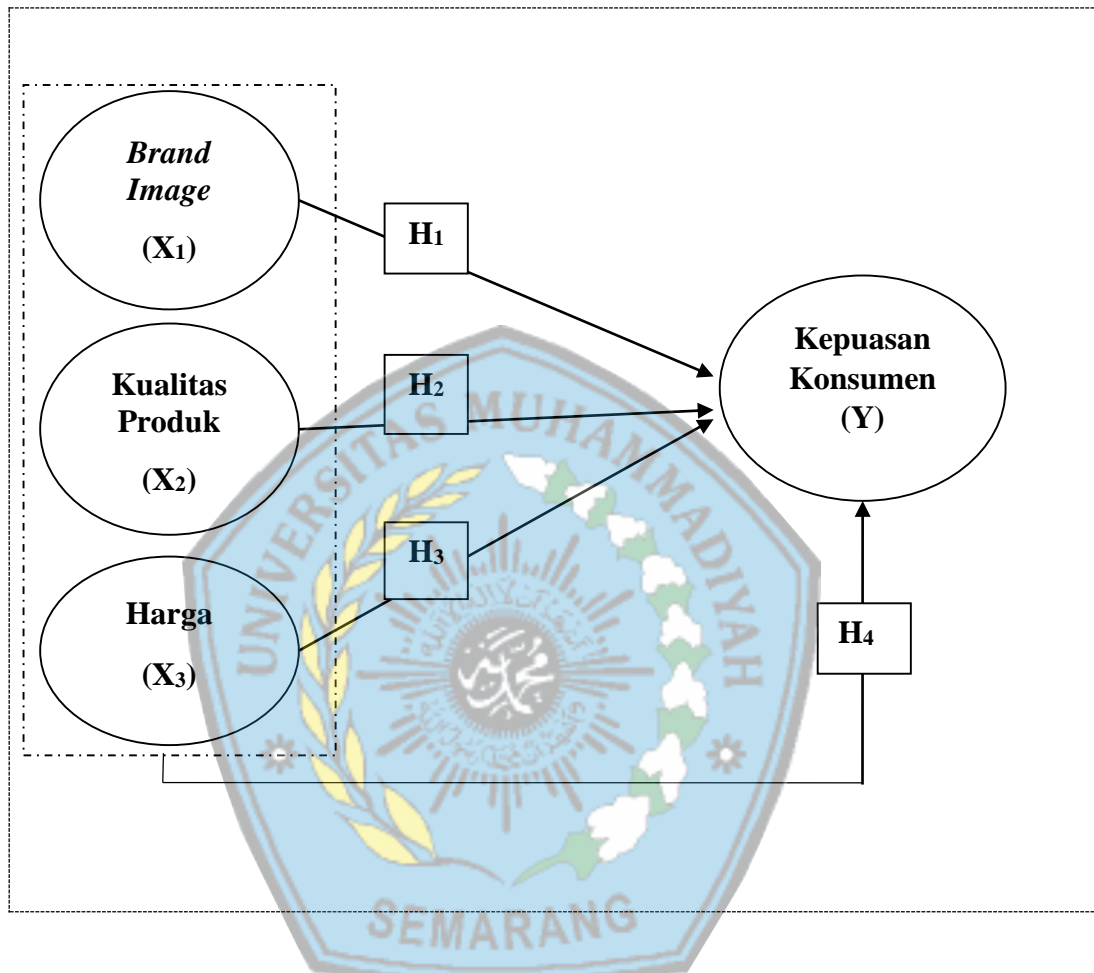 Brand
Image
(X1)
H1
Kualitas
Produk
(X2)
H2
Harga
(X3)
H3
Kepuasan
Konsumen
(Y)
H4
UNIVERSITAS MUHAMMADIYAH
SEMARANG